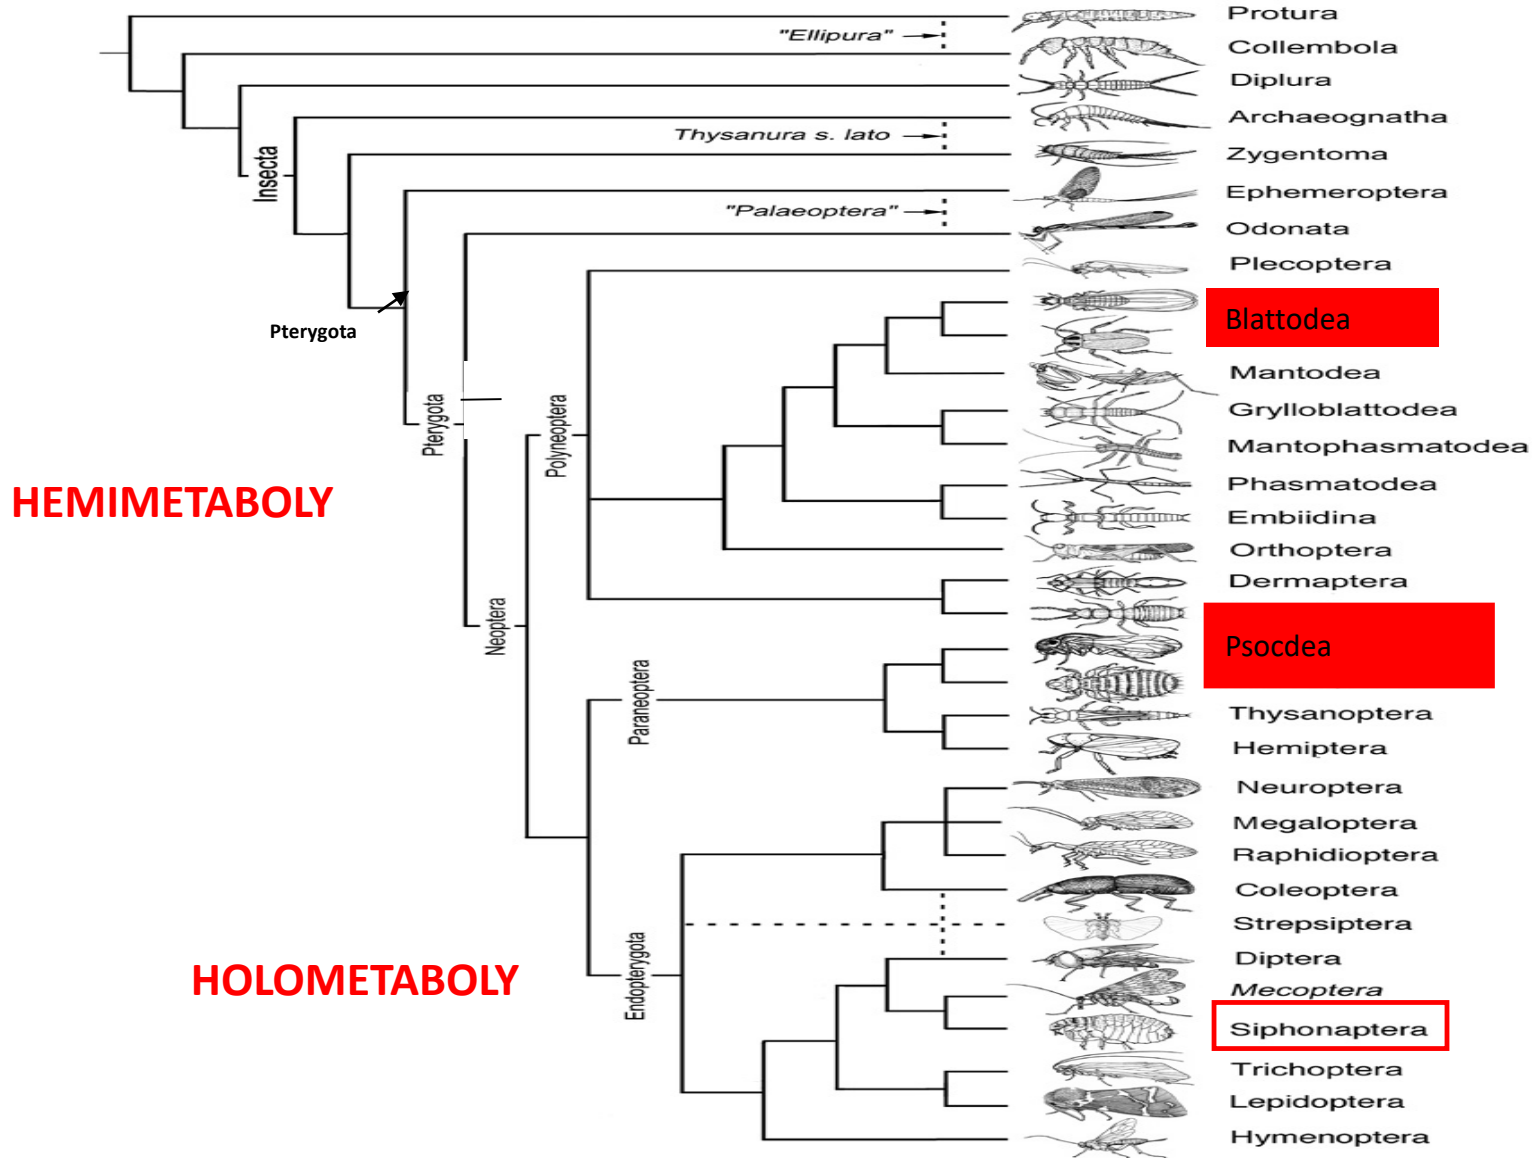 Protura
"Ellipura"
Collembola
Diplura
Archaeognatha
Thysanura s. lato
Insecta
Zygentoma
Ephemeroptera
"Palaeoptera"
Odonata
Plecoptera
Pterygota
Blattodea
Mantodea
Pterygota
Polyneoptera
Grylloblattodea
Mantophasmatodea
HEMIMETABOLY
Phasmatodea
Embiidina
Orthoptera
Dermaptera
Neoptera
Psocdea
Paraneoptera
Thysanoptera
Hemiptera
Neuroptera
Megaloptera
Raphidioptera
Coleoptera
Strepsiptera
Diptera
HOLOMETABOLY
Endopterygota
Mecoptera
Siphonaptera
Trichoptera
Lepidoptera
Hymenoptera